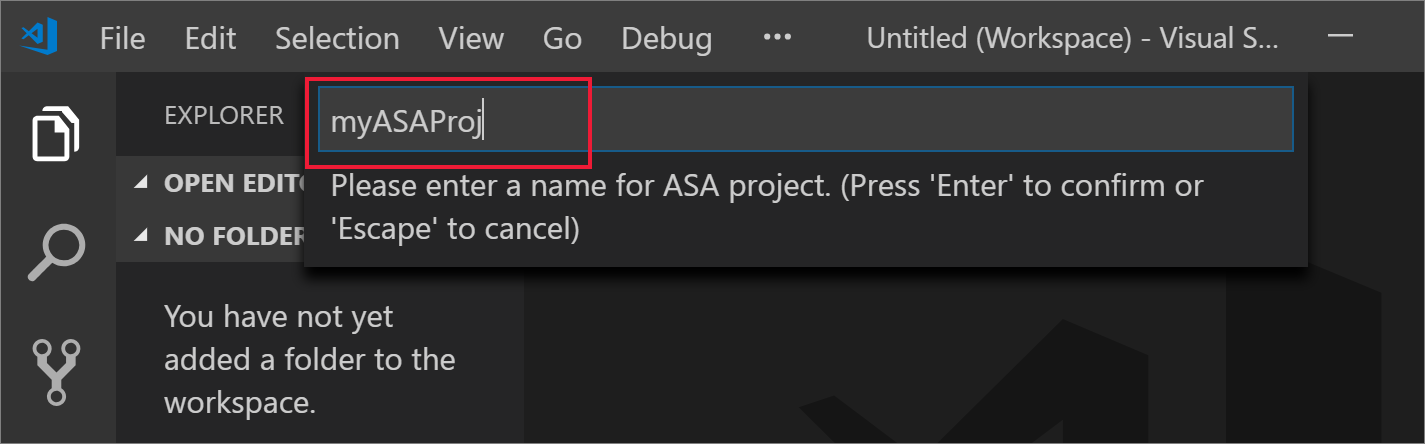 File Edit Selection View Go Debug ••• Untitled (Workspace) - Visual S...
EXPLORER
myASAProj
OPEN EDITO
Please enter a name for ASA project. (Press 'Enter' to confirm or
'Escape' to cancel)
NO FOLDER
You have not yet
added a folder to the
workspace.